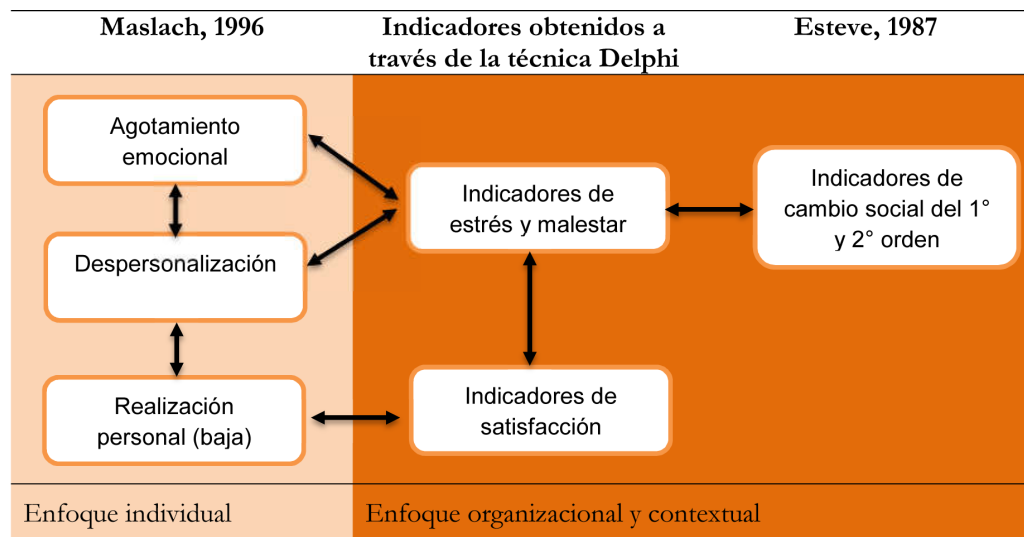 Maslach, 1996
Indicadores obtenidos a
través de la técnica Delphi
Esteve, 1987
Agotamiento
emocional
Despersonalización
Realización
personal (baja)
Indicadores de
estrés y malestar
Indicadores de
satisfacción
Indicadores de
cambio social del 1°
y 2° orden
Enfoque individual
Enfoque organizacional y contextual